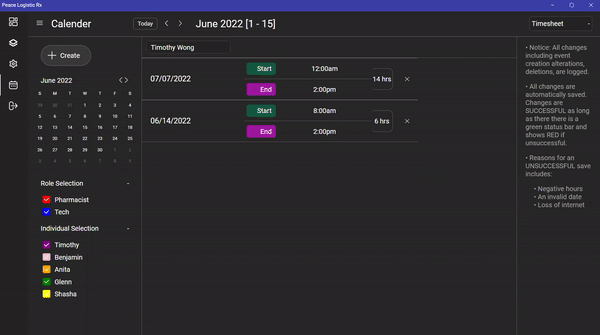 Peace Logistic Rx
Calender
Today
June 2022 [1 - 15]
Timesheet
Create
June 2022
S M T W T F S
29 30 31 1 2 3 4
5 6 7 8 9 10 11
12 13 14 15 16 17 18
19 20 21 22 23 24 25
26 27 28 29 30 1 2
3 4 5 6 7 8 9
Role Selection
Pharmacist
Tech
Individual Selection
Timothy
Benjamin
Anita
Glenn
Shasha
Timothy Wong
07/07/2022
Start 12:00am
End 2:00pm
14 hrs
06/14/2022
Start 8:00am
End 2:00pm
6 hrs
• Notice: All changes
including event
creation alterations,
deletions, are logged.
• All changes are
automatically saved.
Changes are
SUCCESSFUL as long
as there there is a
green status bar and
shows RED if
unsuccessful.
• Reasons for an
UNSUCCESSFUL save
includes:
• Negative hours
• An invalid date
• Loss of internet